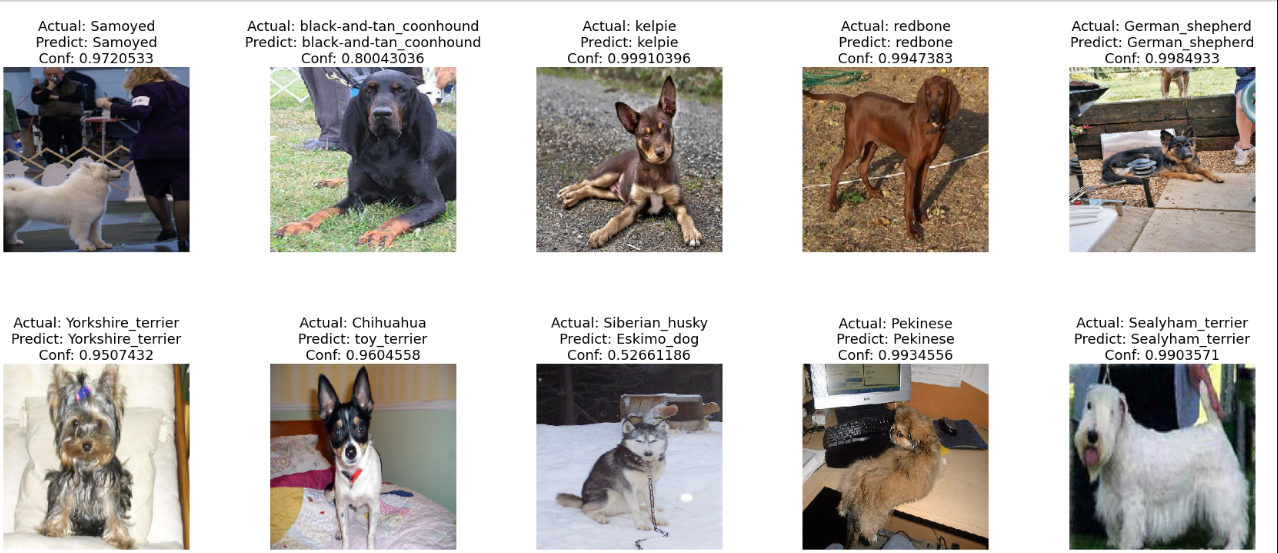 Actual: Samoyed
Predict: Samoyed
Conf: 0.9720533
Actual: black-and-tan_coonhound
Predict: black-and-tan_coonhound
Conf: 0.80043036
Actual: kelpie
Predict: kelpie
Conf: 0.99910396
Actual: redbone
Predict: redbone
Conf: 0.9947383
Actual: German_shepherd
Predict: German_shepherd
Conf: 0.9984933
Actual: Yorkshire_terrier
Predict: Yorkshire_terrier
Conf: 0.9507432
Actual: Chihuahua
Predict: toy_terrier
Conf: 0.9604558
Actual: Siberian_husky
Predict: Eskimo_dog
Conf: 0.52661186
Actual: Pekinese
Predict: Pekinese
Conf: 0.9934556
Actual: Sealyham_terrier
Predict: Sealyham_terrier
Conf: 0.9903571